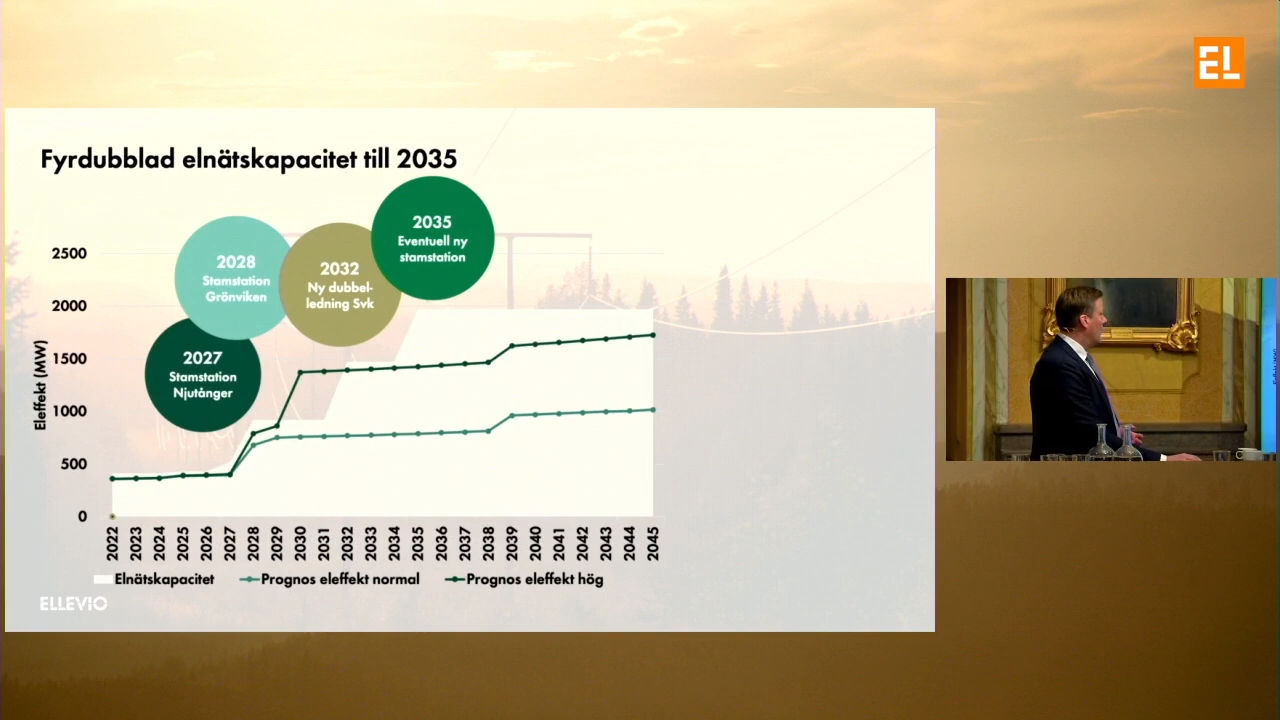 EL
Fyrdubblad elnätskapacitet till 2035
2035
Eventuell ny
stamstation
2028
Stamstation
Grönviken
2032
Ny dubbel-
ledning Svk
2027
Stamstation
Njutånger
Eleffekt (MW)
2500
2000
1500
1000
500
0
2022 2023 2024 2025 2026 2027 2028 2029 2030 2031 2032 2033 2034 2035 2036 2037 2038 2039 2040 2041 2042 2043 2044 2045
Elnätskapacitet Prognos eleffekt normal Prognos eleffekt hög
ELLEVIO